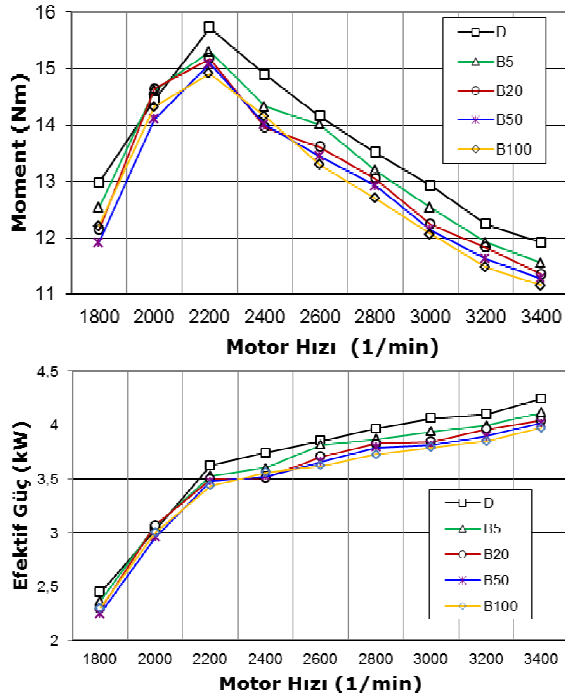 Moment (Nm)
16
15
14
13
12
11
D
B5
B20
B50
B100
1800 2000 2200 2400 2600 2800 3000 3200 3400
Motor Hızı (1/min)
Efektif Güç (kW)
4.5
4
3.5
3
2.5
2
D
B5
B20
B50
B100
1800 2000 2200 2400 2600 2800 3000 3200 3400
Motor Hızı (1/min)